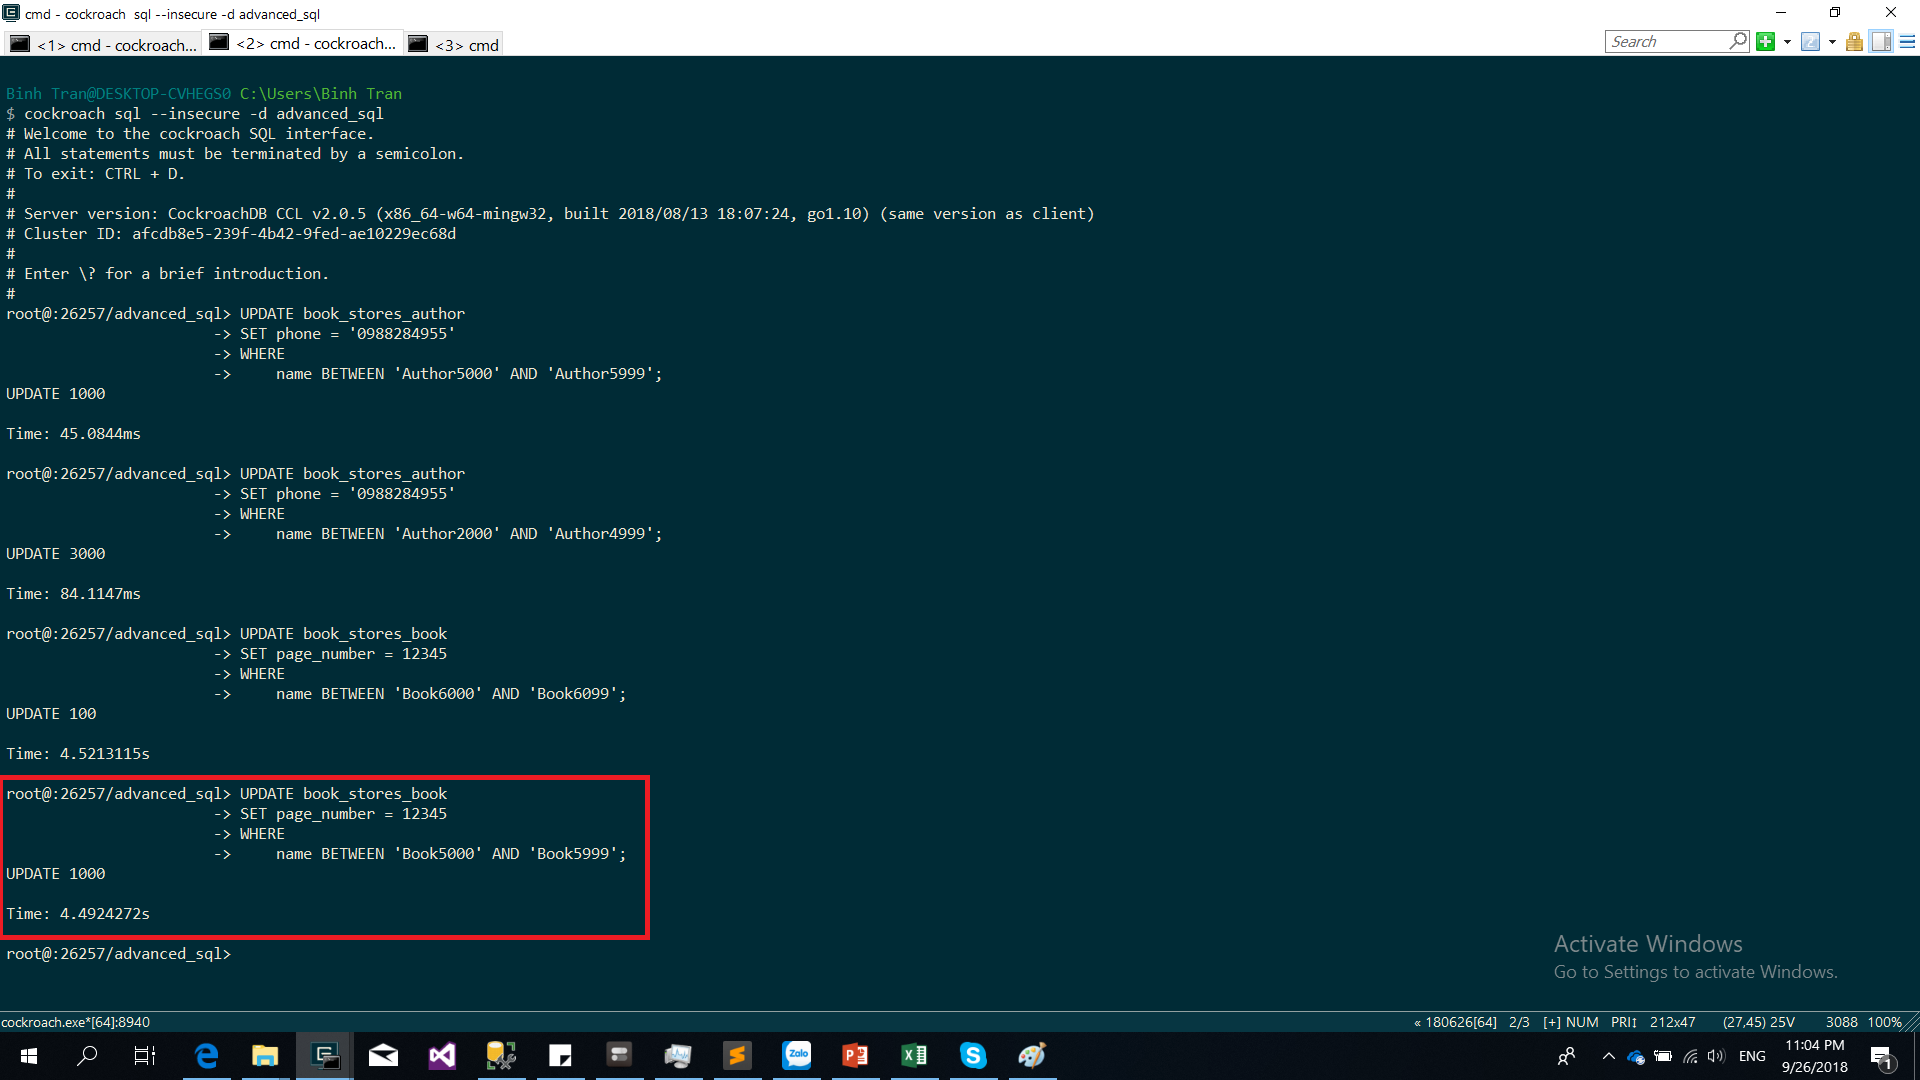 cmd - cockroach  sql --insecure -d advanced_sql
<1> cmd - cockroach...
<2> cmd - cockroach...
<3> cmd
Search
Binh Tran@DESKTOP-CVHEGS0 C:\Users\Binh Tran
$ cockroach sql --insecure -d advanced_sql
# Welcome to the cockroach SQL interface.
# All statements must be terminated by a semicolon.
# To exit: CTRL + D.
#
# Server version: CockroachDB CCL v2.0.5 (x86_64-w64-mingw32, built 2018/08/13 18:07:24, go1.10) (same version as client)
# Cluster ID: afcdb8e5-239f-4b42-9fed-ae10229ec68d
#
# Enter \? for a brief introduction.
#
root@:26257/advanced_sql> UPDATE book_stores_author
-> SET phone = '0988284955'
-> WHERE
->     name BETWEEN 'Author5000' AND 'Author5999';
UPDATE 1000
Time: 45.0844ms
root@:26257/advanced_sql> UPDATE book_stores_author
-> SET phone = '0988284955'
-> WHERE
->     name BETWEEN 'Author2000' AND 'Author4999';
UPDATE 3000
Time: 84.1147ms
root@:26257/advanced_sql> UPDATE book_stores_book
-> SET page_number = 12345
-> WHERE
->     name BETWEEN 'Book6000' AND 'Book6099';
UPDATE 100
Time: 4.5213115s
root@:26257/advanced_sql> UPDATE book_stores_book
-> SET page_number = 12345
-> WHERE
->     name BETWEEN 'Book5000' AND 'Book5999';
UPDATE 1000
Time: 4.4924272s
root@:26257/advanced_sql>
Activate Windows
Go to Settings to activate Windows.
cockroach.exe*[64]:8940
« 180626[64] 2/3 [+] NUM PRI↕ 212x47 (27,45) 25V 3088 100%
Zalo
ENG
11:04 PM
9/26/2018
1